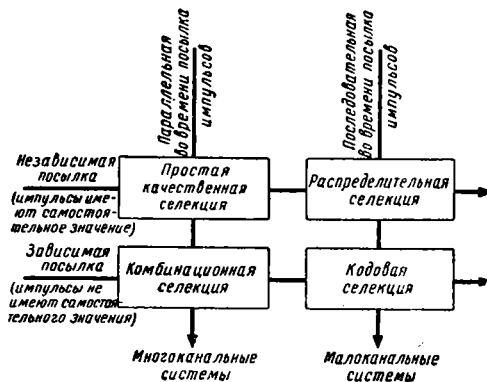 Параллельная
во времени посылка
импульсов
Последователь-
во времени посылка
импульсов
Независимая
посылка
(импульсы име-
ют самостоя-
тельное значение)
Простая
качественная
селекция
Распределительная
селекция
Зависимая
посылка
(импульсы не
имеют самостоя-
тельного значения)
Комбинационная
селекция
Кодовая
селекция
Многоканальные
системы
Малоканальные
системы